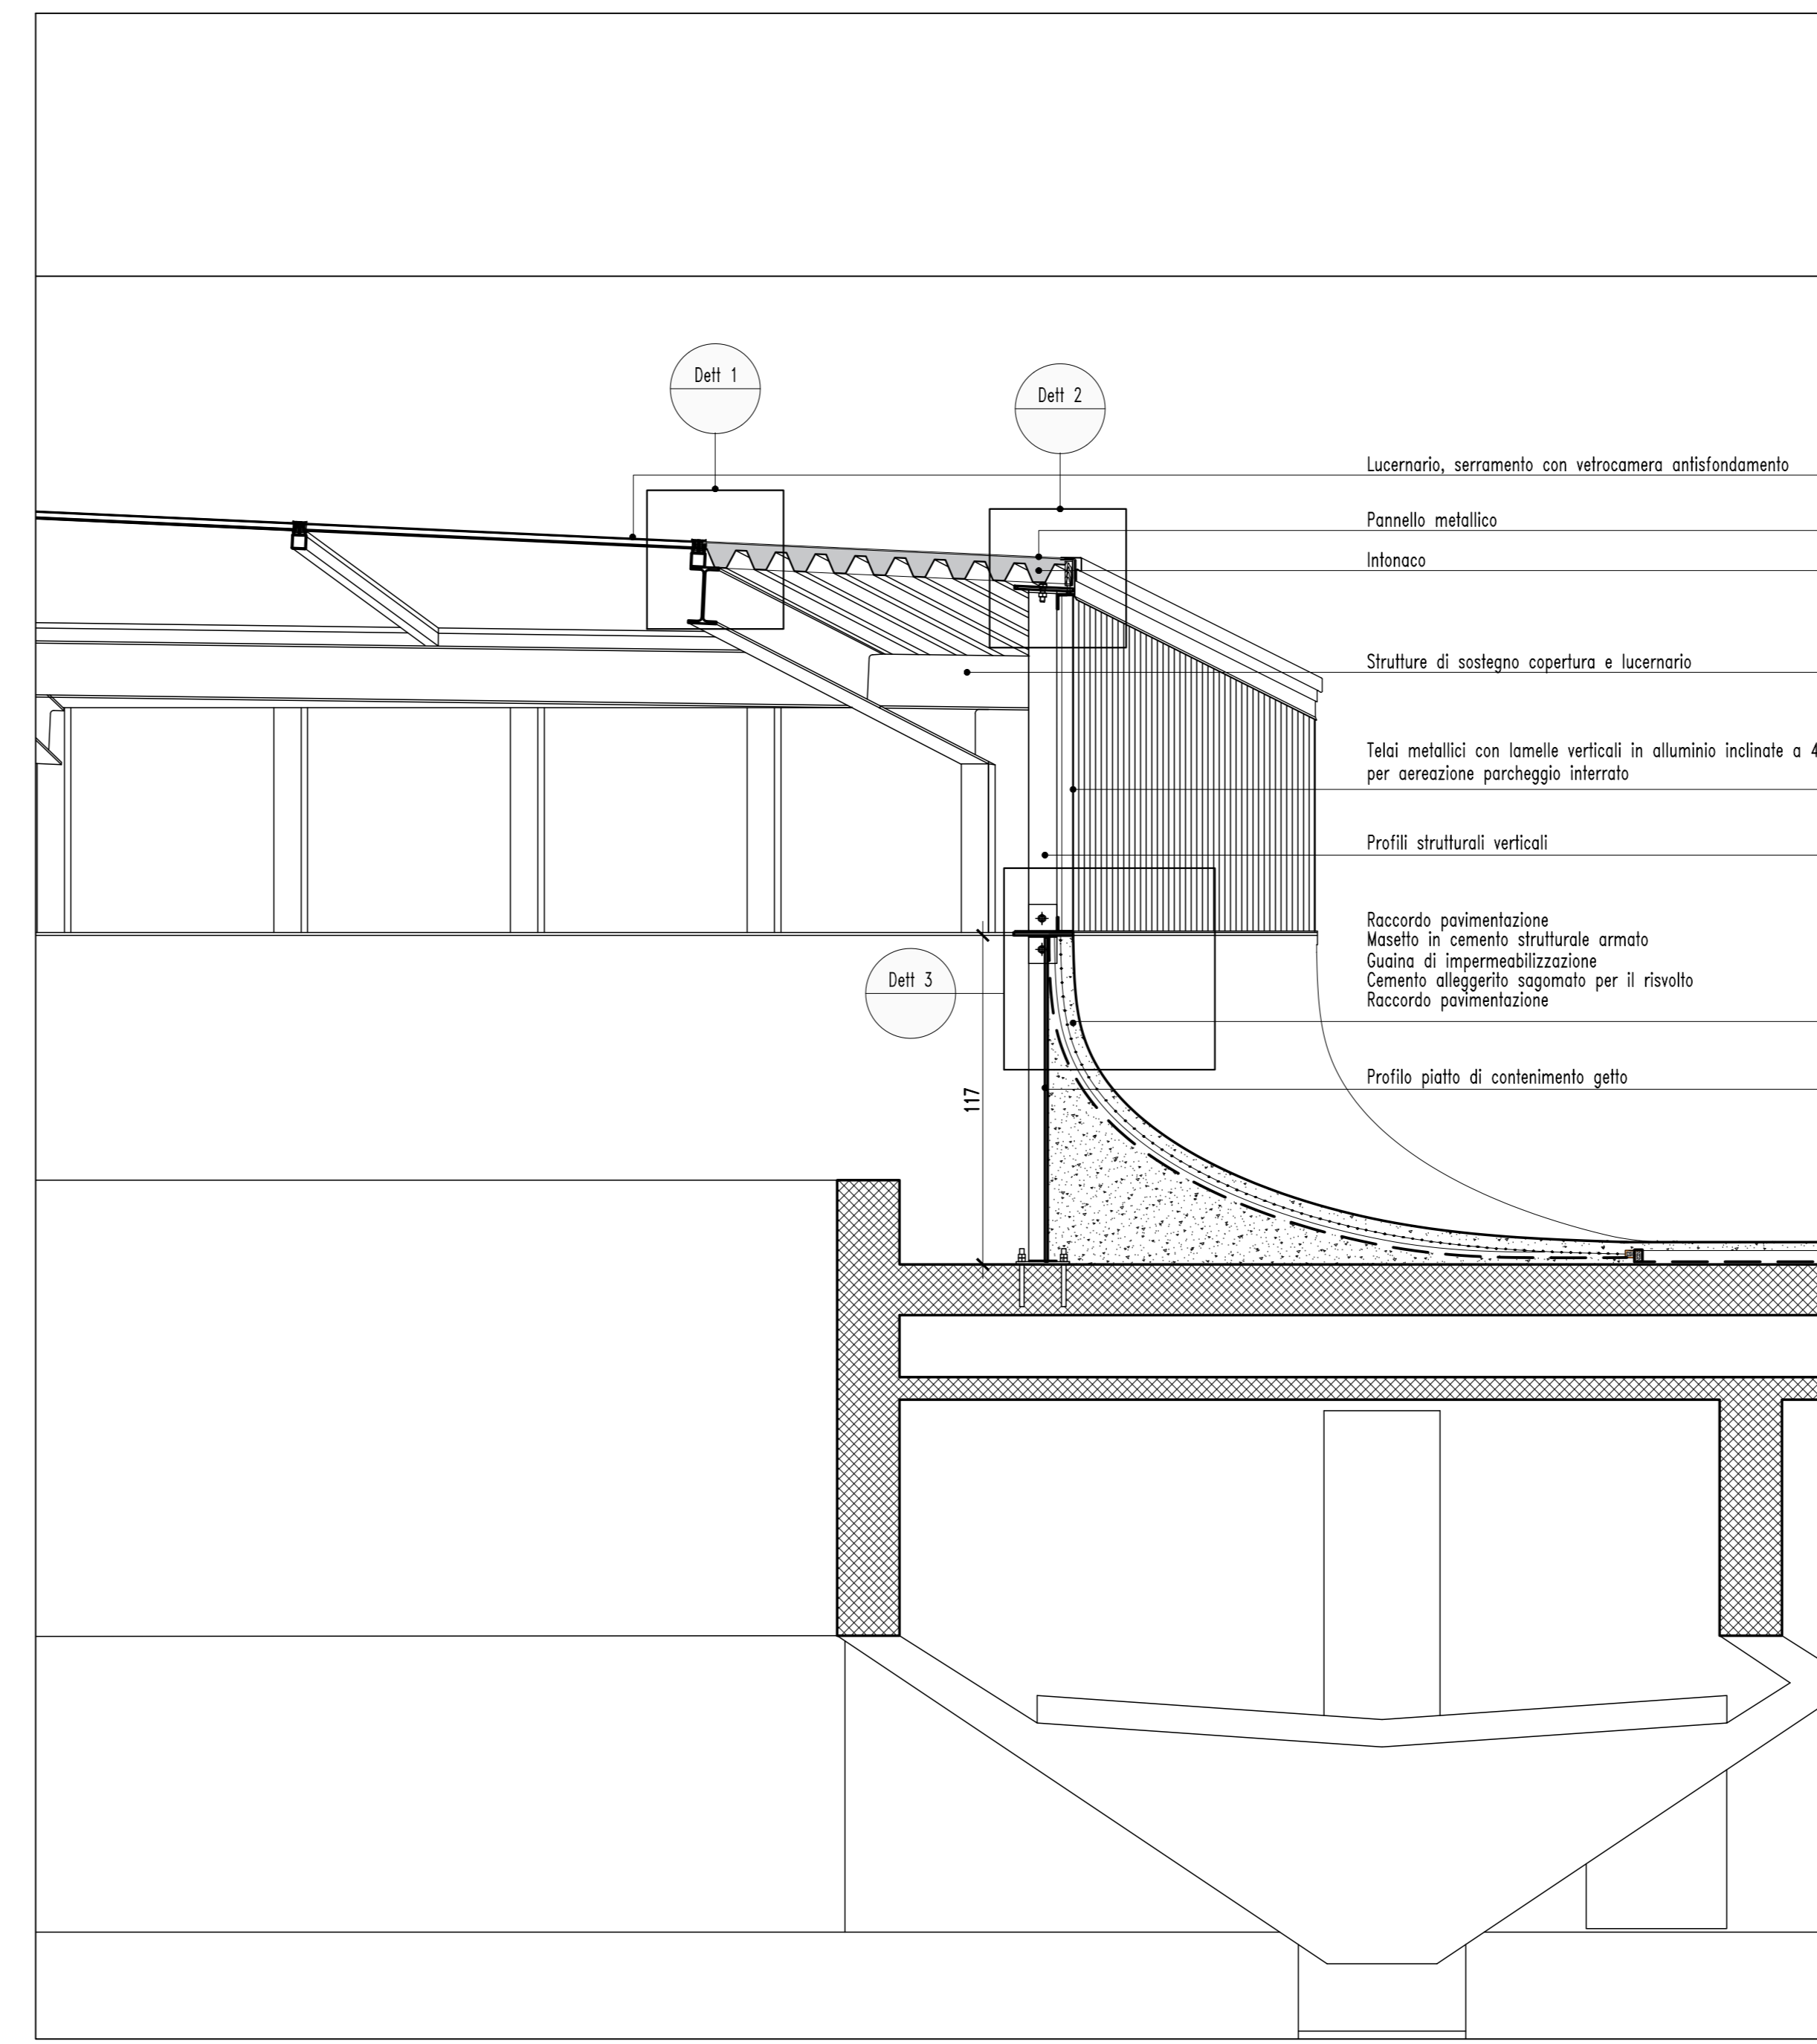 Dett 1
Dett 2
Lucernario, serramento con vetrocamera antisfondamento
Pannello metallico
Intonaco
Strutture di sostegno copertura e lucernario
Telai metallici con lamelle verticali in alluminio inclinate a 4
per aereazione parcheggio interrato
Profili strutturali verticali
Raccordo pavimentazione
Masetto in cemento strutturale armato
Guaina di impermeabilizzazione
Cemento alleggerito sagomato per il risvolto
Raccordo pavimentazione
Dett 3
Profilo piatto di contenimento getto
117